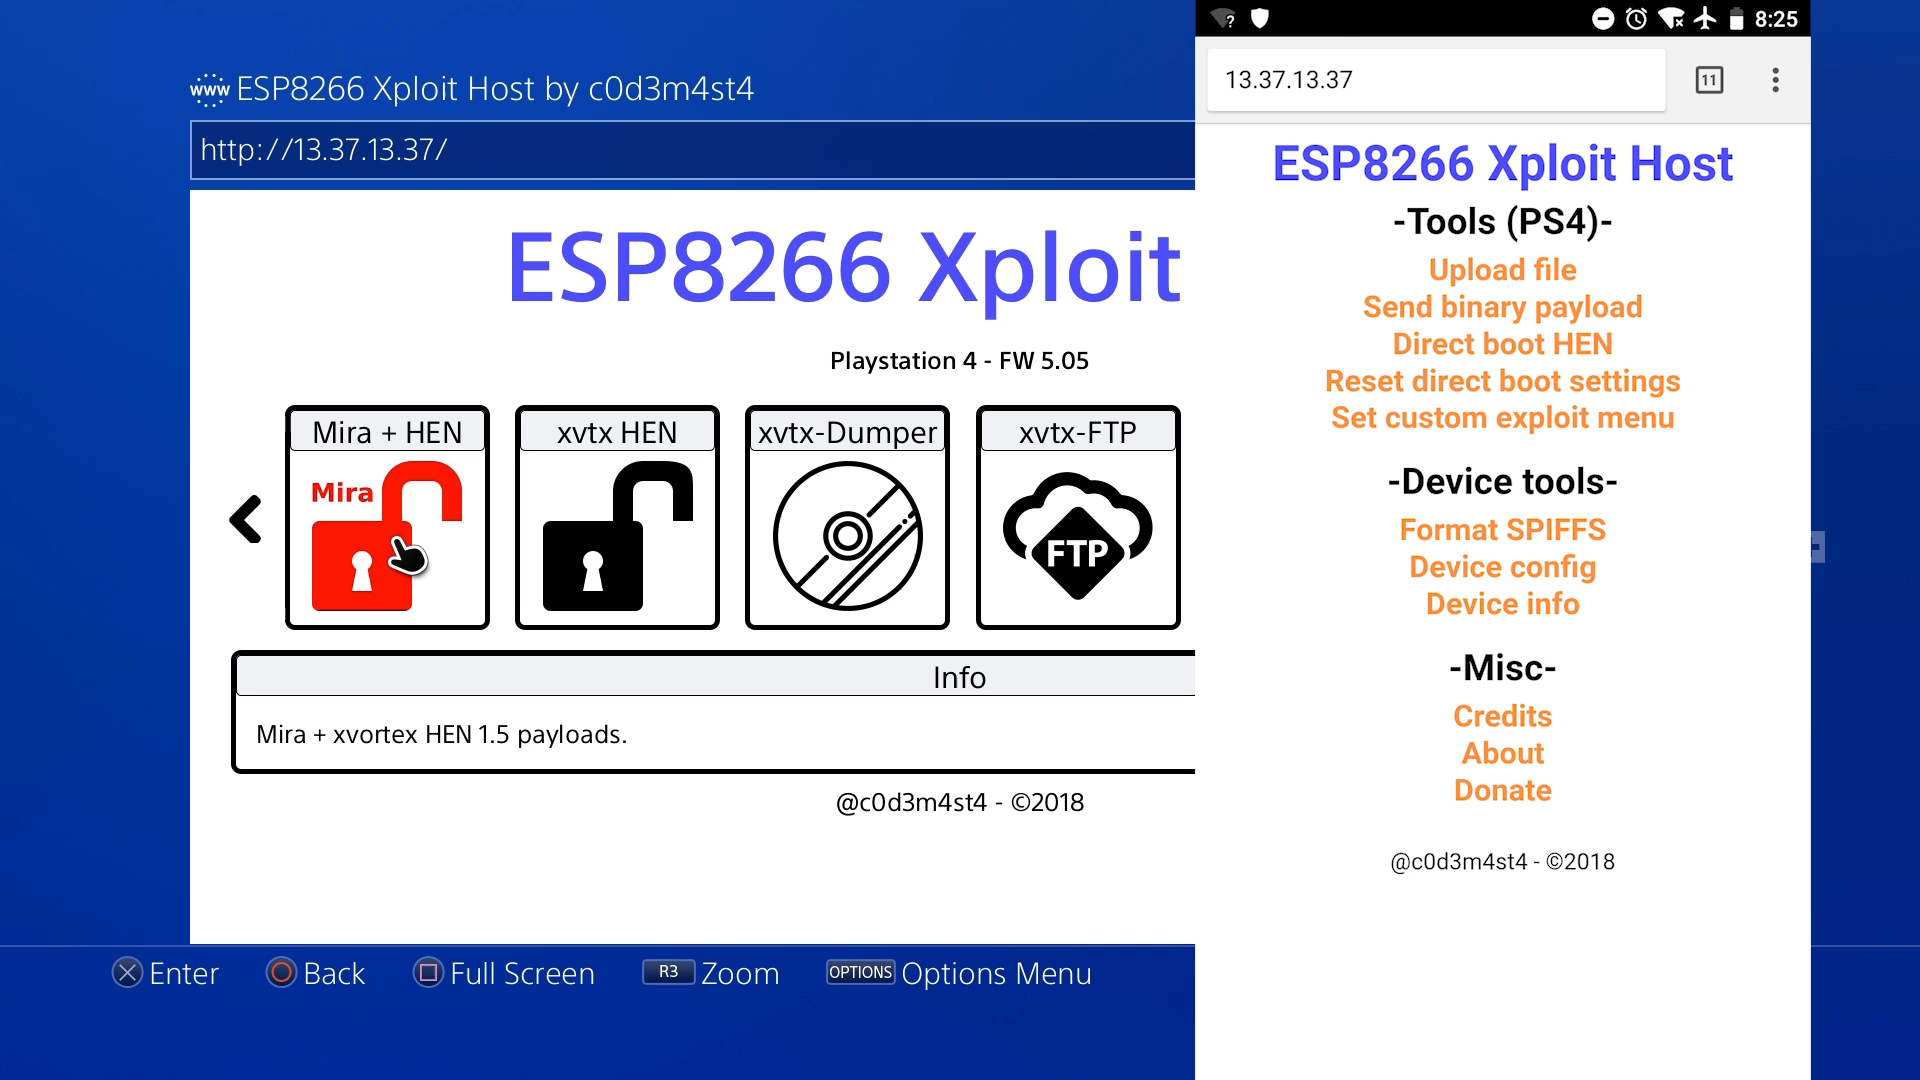 ESP8266 Xploit Host by c0d3m4st4
http://13.37.13.37/
ESP8266 Xploit
Playstation 4 - FW 5.05
Mira + HEN
xvtx HEN
xvtx-Dumper
xvtx-FTP
Mira
FTP
Info
Mira + xvortex HEN 1.5 payloads.
@c0d3m4st4 - ©2018
Enter
Back
Full Screen
R3 Zoom
OPTIONS Options Menu
8:25
13.37.13.37
11
ESP8266 Xploit Host
-Tools (PS4)-
Upload file
Send binary payload
Direct boot HEN
Reset direct boot settings
Set custom exploit menu
-Device tools-
Format SPIFFS
Device config
Device info
-Misc-
Credits
About
Donate
@c0d3m4st4 - ©2018